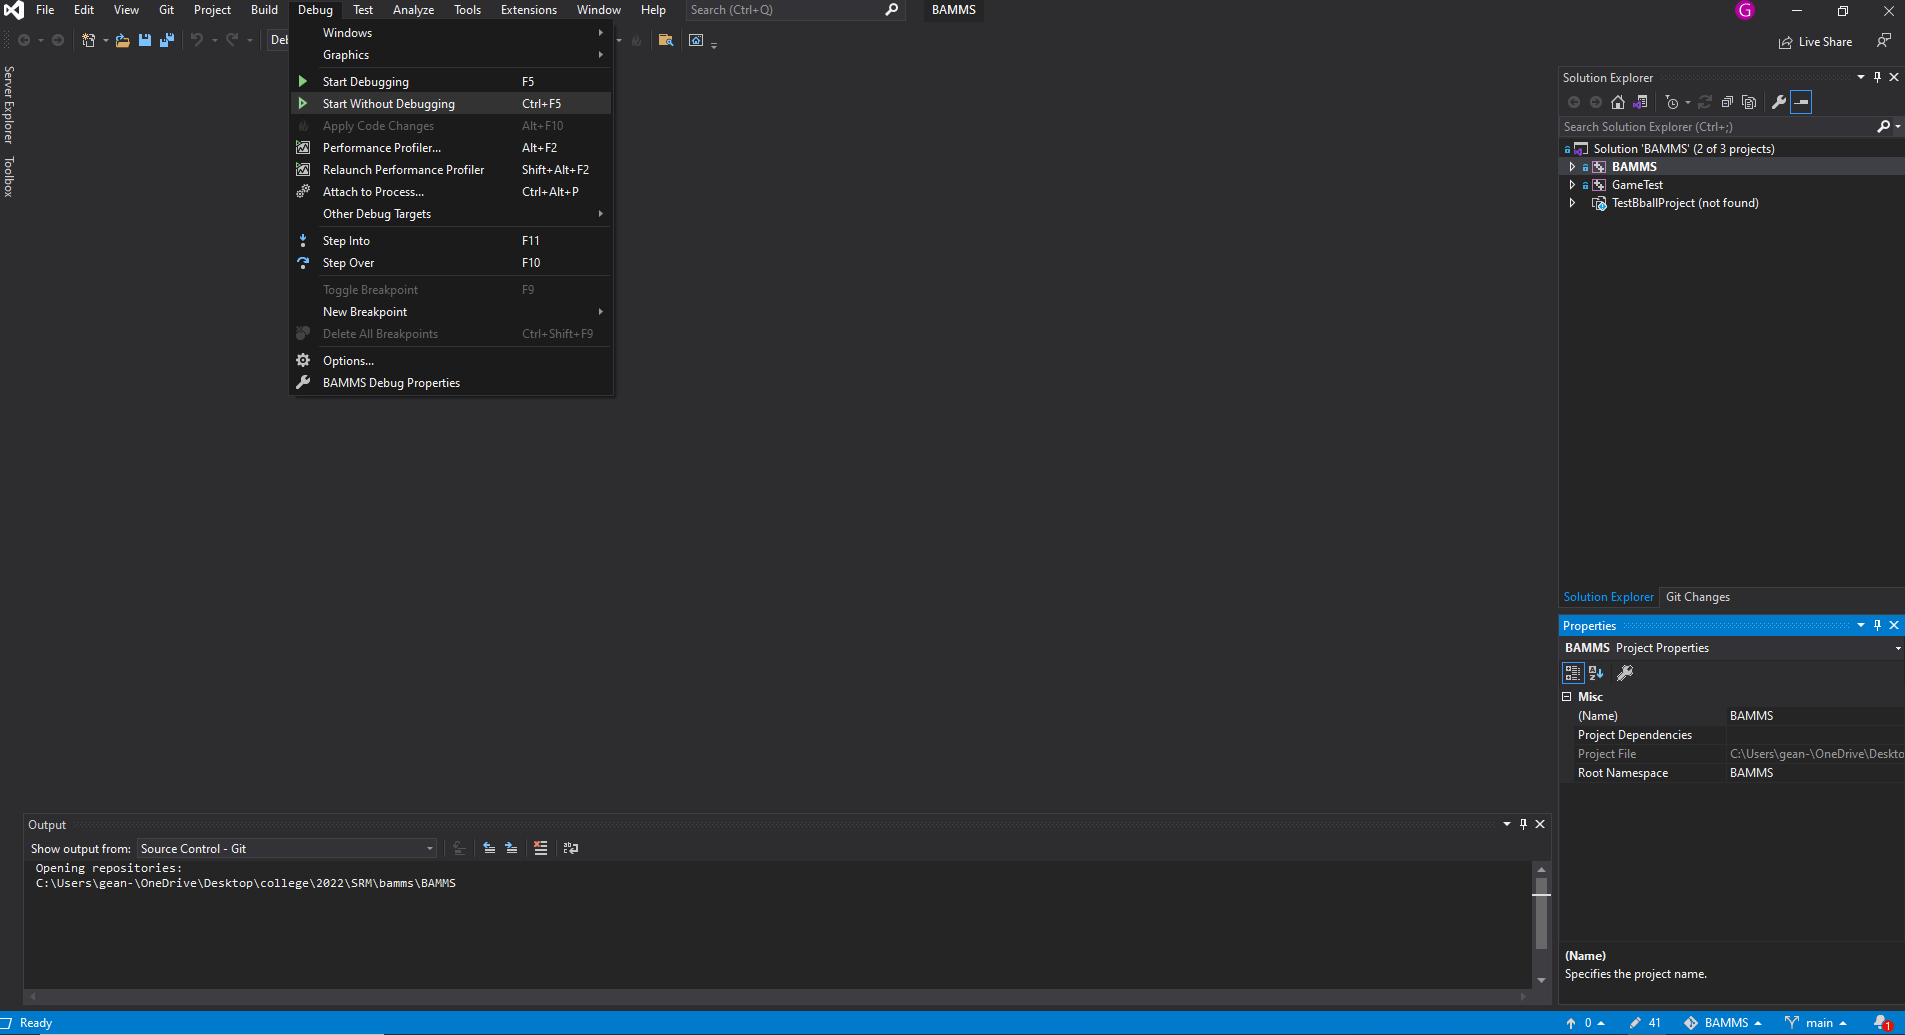 File Edit View Git Project Build Debug Test Analyze Tools Extensions Window Help Search (Ctrl+Q) BAMMS G
Live Share
Server Explorer
Toolbox
Windows
Graphics
Start Debugging F5
Start Without Debugging Ctrl+F5
Apply Code Changes Alt+F10
Performance Profiler... Alt+F2
Relaunch Performance Profiler Shift+Alt+F2
Attach to Process... Ctrl+Alt+P
Other Debug Targets
Step Into F11
Step Over F10
Toggle Breakpoint F9
New Breakpoint
Delete All Breakpoints Ctrl+Shift+F9
Options...
BAMMS Debug Properties
Solution Explorer
Search Solution Explorer (Ctrl+;)
Solution 'BAMMS' (2 of 3 projects)
BAMMS
GameTest
TestBballProject (not found)
Solution Explorer Git Changes
Properties
BAMMS Project Properties
Misc
(Name) BAMMS
Project Dependencies
Project File C:\Users\gean-\OneDrive\Deskto
Root Namespace BAMMS
(Name)
Specifies the project name.
Output
Show output from: Source Control - Git
Opening repositories:
C:\Users\gean-\OneDrive\Desktop\college\2022\SRM\bamms\BAMMS
Ready 0 41 BAMMS main 1